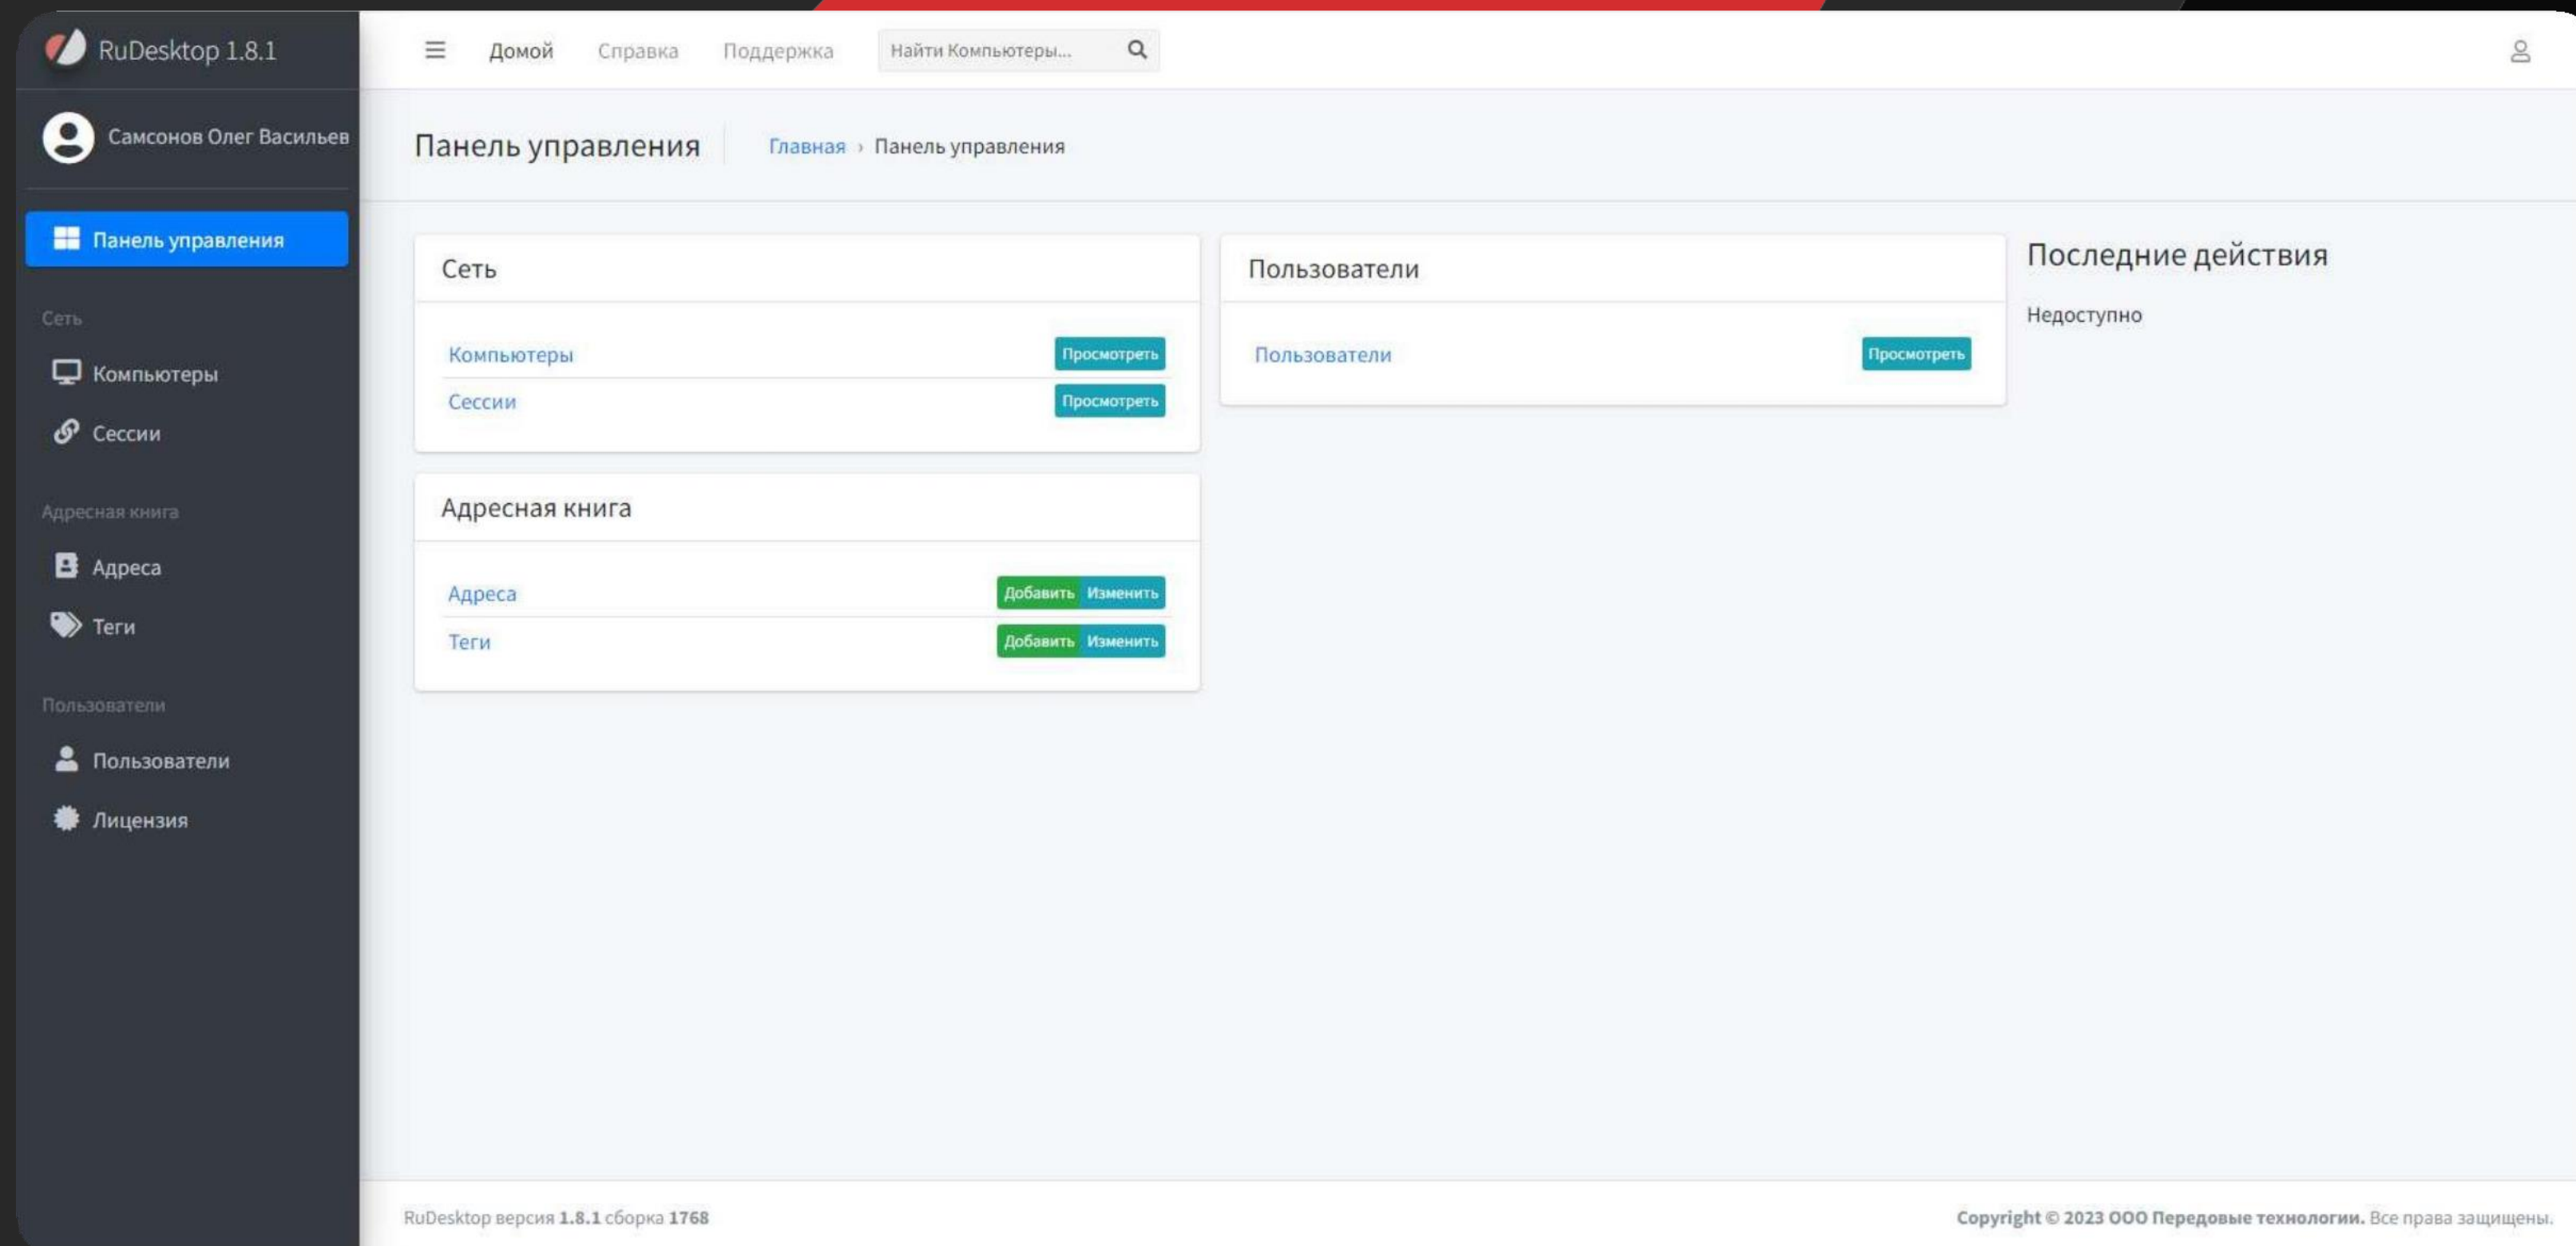 RuDesktop 1.8.1
Домой Справка Поддержка Найти Компьютеры...
Самсонов Олег Васильев
Панель управления
Главная › Панель управления
Панель управления
Сеть
Компьютеры
Сессии
Адресная книга
Адреса
Теги
Пользователи
Пользователи
Лицензия
Сеть
Компьютеры Просмотреть
Сессии Просмотреть
Адресная книга
Адреса Добавить Изменить
Теги Добавить Изменить
Пользователи
Пользователи Просмотреть
Последние действия
Недоступно
RuDesktop версия 1.8.1 сборка 1768
Copyright © 2023 ООО Передовые технологии. Все права защищены.